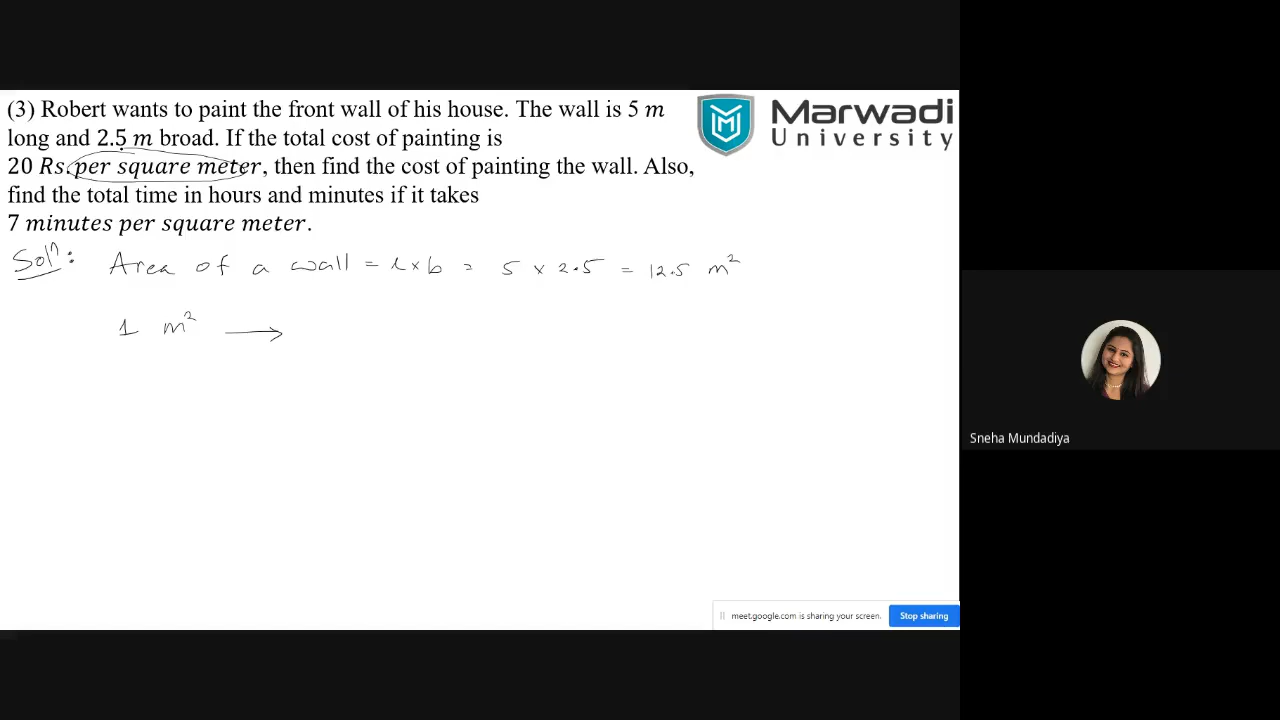 (3) Robert wants to paint the front wall of his house. The wall is 5 m
long and 2.5 m broad. If the total cost of painting is
20 Rs. per square meter, then find the cost of painting the wall. Also,
find the total time in hours and minutes if it takes
7 minutes per square meter.
Marwadi
University
Solⁿ: Area of a wall = l × b = 5 × 2.5 = 12.5 m²
1 m² →
Sneha Mundadiya
meet.google.com is sharing your screen. Stop sharing